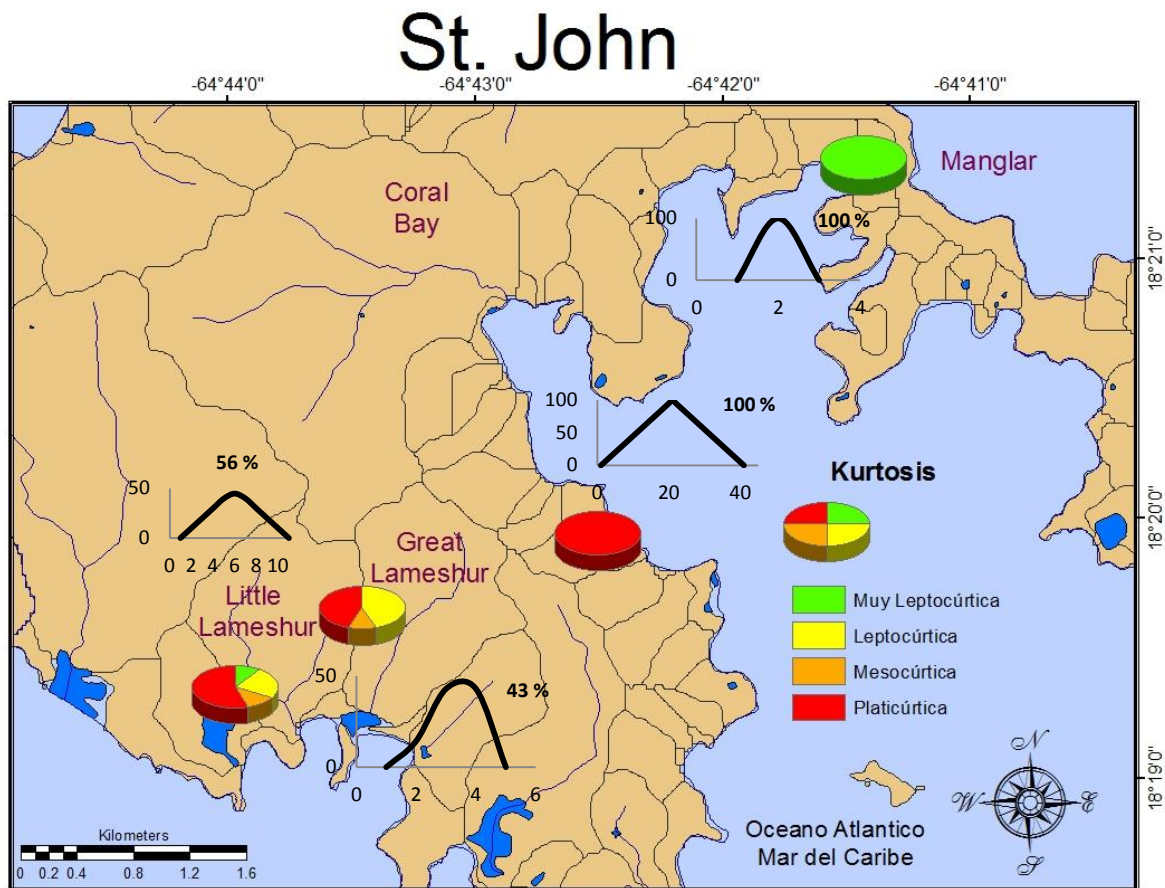 St. John
-64°44'0" -64°43'0" -64°42'0" -64°41'0"
Manglar
Coral
Bay
100
100 %
0
0 2 4
18°21'0"
100
100 %
50
0
0 20 40
Kurtosis
56 %
50
0
0 2 4 6 8 10
18°20'0"
Great
Lameshur
Little
Lameshur
Muy Leptocúrtica
Leptocúrtica
Mesocúrtica
Platicúrtica
50
43 %
0
0 2 4 6
18°19'0"
N
W E
S
Oceano Atlantico
Mar del Caribe
Kilometers
0 0.2 0.4 0.8 1.2 1.6